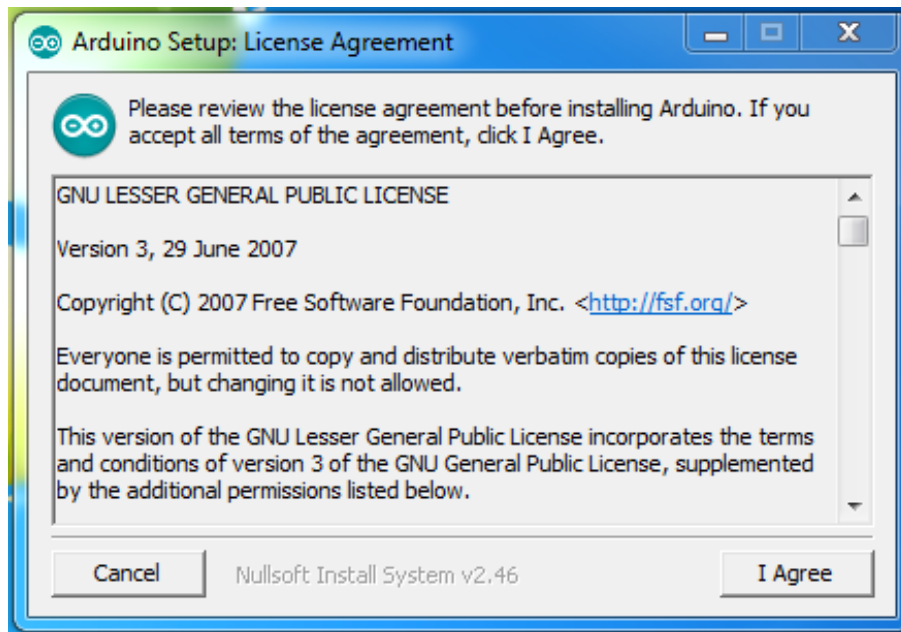 Arduino Setup: License Agreement
Please review the license agreement before installing Arduino. If you
accept all terms of the agreement, click I Agree.
GNU LESSER GENERAL PUBLIC LICENSE
Version 3, 29 June 2007
Copyright (C) 2007 Free Software Foundation, Inc. <http://fsf.org/>
Everyone is permitted to copy and distribute verbatim copies of this license
document, but changing it is not allowed.
This version of the GNU Lesser General Public License incorporates the terms
and conditions of version 3 of the GNU General Public License, supplemented
by the additional permissions listed below.
Cancel
Nullsoft Install System v2.46
I Agree